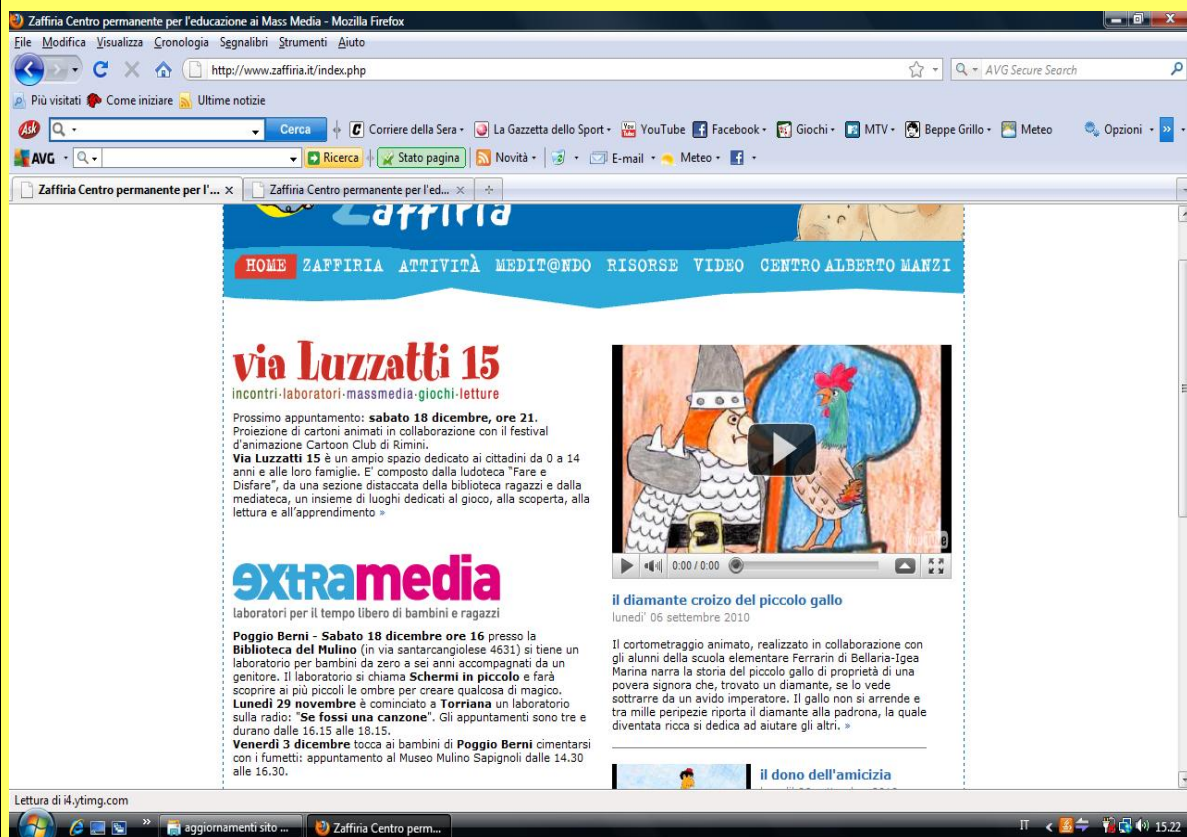 Zaffiria Centro permanente per l'educazione ai Mass Media - Mozilla Firefox
File Modifica Visualizza Cronologia Segnalibri Strumenti Aiuto
http://www.zaffiria.it/index.php
AVG Secure Search
Più visitati Come iniziare Ultime notizie
Ask Cerca Corriere della Sera La Gazzetta dello Sport YouTube Facebook Giochi MTV Beppe Grillo Meteo Opzioni
AVG Ricerca Stato pagina Novità E-mail Meteo
Zaffiria Centro permanente per l'... Zaffiria Centro permanente per l'ed...
Zaffiria
HOME ZAFFIRIA ATTIVITÀ MEDIT@NDO RISORSE VIDEO CENTRO ALBERTO MANZI
via Luzzatti 15
incontri·laboratori·massmedia·giochi·letture
Prossimo appuntamento: sabato 18 dicembre, ore 21.
Proiezione di cartoni animati in collaborazione con il festival
d'animazione Cartoon Club di Rimini.
Via Luzzatti 15 è un ampio spazio dedicato ai cittadini da 0 a 14
anni e alle loro famiglie. E' composto dalla ludoteca "Fare e
Disfare", da una sezione distaccata della biblioteca ragazzi e dalla
mediateca, un insieme di luoghi dedicati al gioco, alla scoperta, alla
lettura e all'apprendimento »
extramedia
laboratori per il tempo libero di bambini e ragazzi
Poggio Berni - Sabato 18 dicembre ore 16 presso la
Biblioteca del Mulino (in via santarcangiolese 4631) si tiene un
laboratorio per bambini da zero a sei anni accompagnati da un
genitore. Il laboratorio si chiama Schermi in piccolo e farà
scoprire ai più piccoli le ombre per creare qualcosa di magico.
Lunedì 29 novembre è cominciato a Torriana un laboratorio
sulla radio: "Se fossi una canzone". Gli appuntamenti sono tre e
durano dalle 16.15 alle 18.15.
Venerdì 3 dicembre tocca ai bambini di Poggio Berni cimentarsi
con i fumetti: appuntamento al Museo Mulino Sapignoli dalle 14.30
alle 16.30.
0:00 / 0:00
il diamante croizo del piccolo gallo
lunedi' 06 settembre 2010
Il cortometraggio animato, realizzato in collaborazione con
gli alunni della scuola elementare Ferrarin di Bellaria-Igea
Marina narra la storia del piccolo gallo di proprietà di una
povera signora che, trovato un diamante, se lo vede
sottrarre da un avido imperatore. Il gallo non si arrende e
tra mille peripezie riporta il diamante alla padrona, la quale
diventata ricca si dedica ad aiutare gli altri. »
il dono dell'amicizia
Lettura di i4.ytimg.com
aggiornamenti sito ... Zaffiria Centro perm... IT 15.22